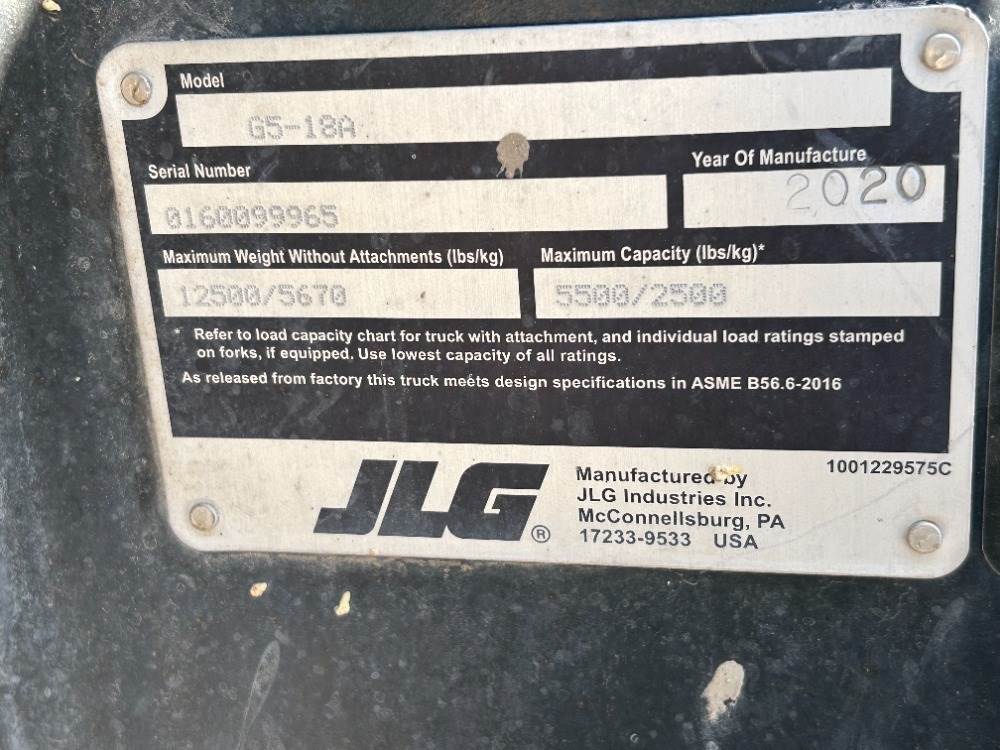 Model
G5-18A
Serial Number
0160099965
Year Of Manufacture
2020
Maximum Weight Without Attachments (lbs/kg)
12500/5670
Maximum Capacity (lbs/kg)*
5500/2500
* Refer to load capacity chart for truck with attachment, and individual load ratings stamped
on forks, if equipped. Use lowest capacity of all ratings.
As released from factory this truck meets design specifications in ASME B56.6-2016
JLG®
Manufactured by
JLG Industries Inc.
McConnellsburg, PA
17233-9533 USA
1001229575C